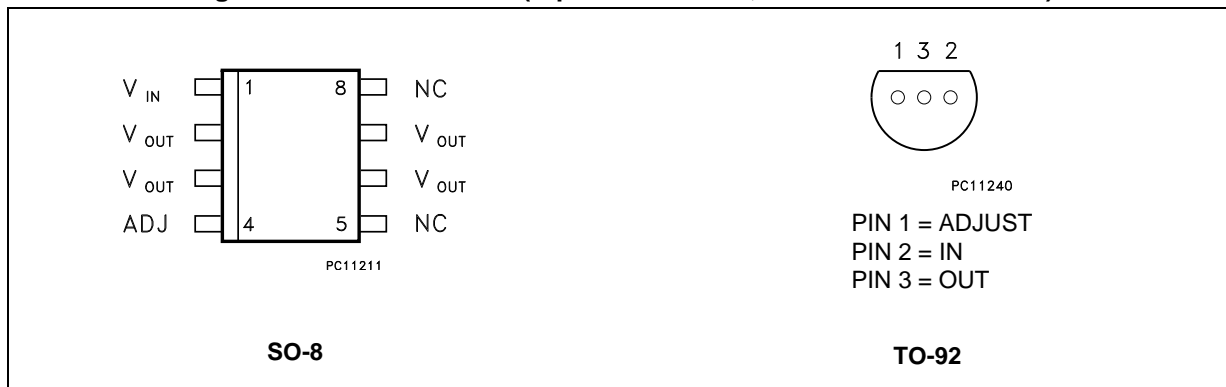 V IN 1 8 NC
V OUT V OUT
V OUT V OUT
ADJ 4 5 NC
PC11211
SO-8
1 3 2
PC11240
PIN 1 = ADJUST
PIN 2 = IN
PIN 3 = OUT
TO-92